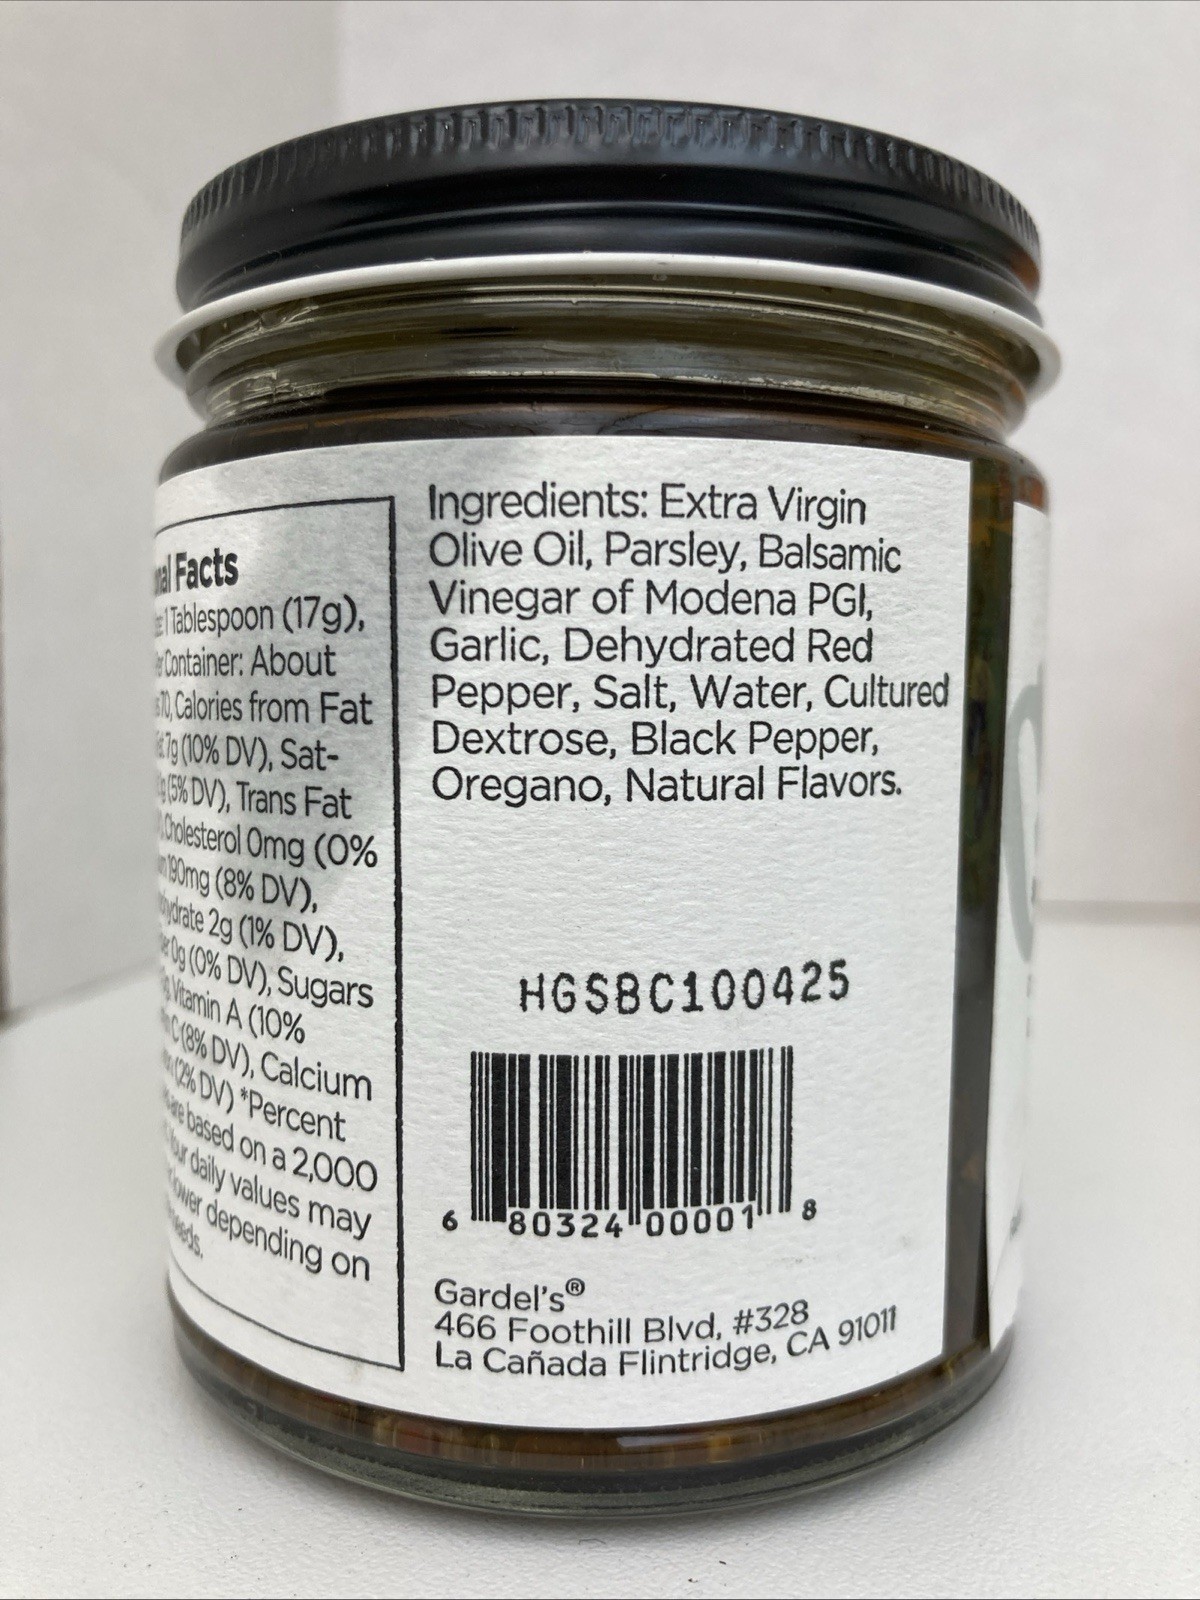 Facts
1 Tablespoon (17g),
Container: About
Calories from Fat
7g (10% DV), Sat-
(5% DV), Trans Fat
Cholesterol 0mg (0%
190mg (8% DV),
2g (1% DV),
0g (0% DV), Sugars
Vitamin A (10%
C (8% DV), Calcium
(2% DV) *Percent
are based on a 2,000
Your daily values may
lower depending on
Ingredients: Extra Virgin
Olive Oil, Parsley, Balsamic
Vinegar of Modena PGI,
Garlic, Dehydrated Red
Pepper, Salt, Water, Cultured
Dextrose, Black Pepper,
Oregano, Natural Flavors.
HGSBC100425
6 80324 00001 8
Gardel's®
466 Foothill Blvd, #328
La Cañada Flintridge, CA 91011